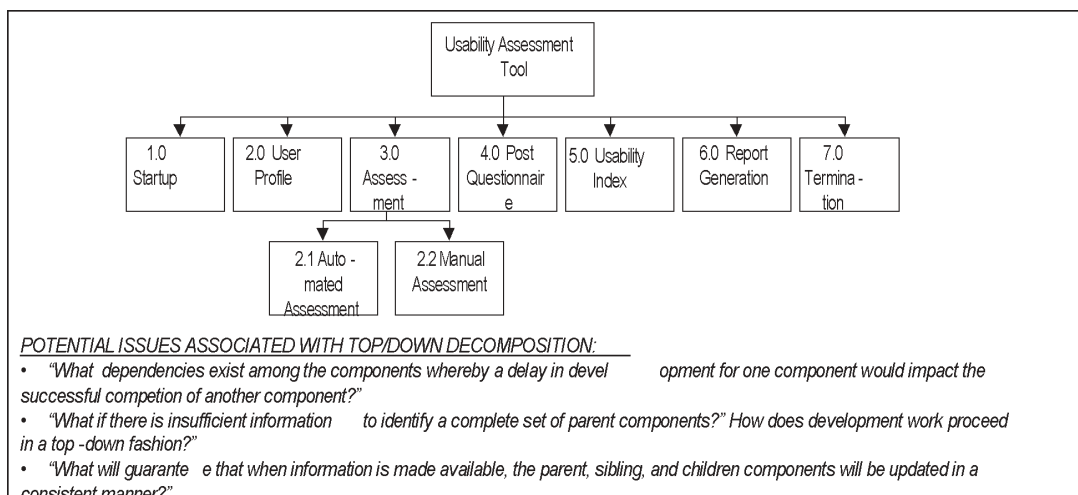 Usability Assessment
Tool
1.0
Startup
2.0 User
Profile
3.0
Assess -
ment
4.0 Post
Questionnair
e
5.0 Usability
Index
6.0 Report
Generation
7.0
Termina -
tion
2.1 Auto -
mated
Assessment
2.2 Manual
Assessment
POTENTIAL ISSUES ASSOCIATED WITH TOP/DOWN DECOMPOSITION:
• “What dependencies exist among the components whereby a delay in devel opment for one component would impact the
successful competion of another component?”
• “What if there is insufficient information to identify a complete set of parent components?” How does development work proceed
in a top -down fashion?”
• “What will guarante e that when information is made available, the parent, sibling, and children components will be updated in a
consistent manner?”